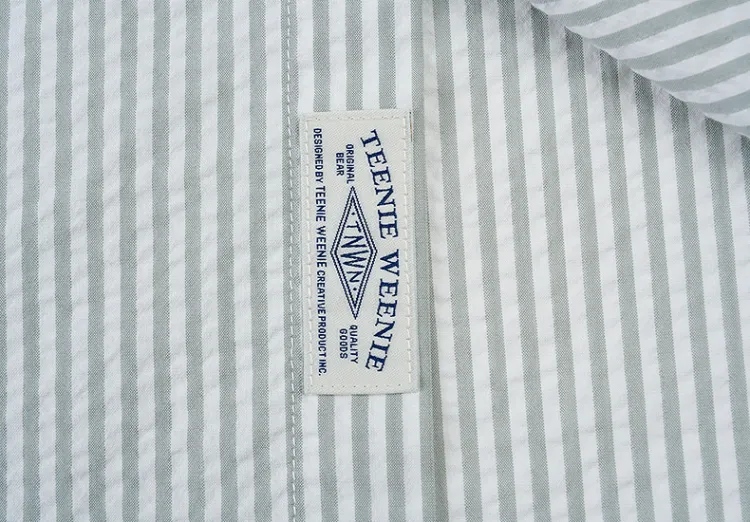 TEENIE WEENIE
ORIGINAL
BEAR
·TNWN·
QUALITY
GOODS
DESIGNED BY TEENIE WEENIE CREATIVE PRODUCT INC.